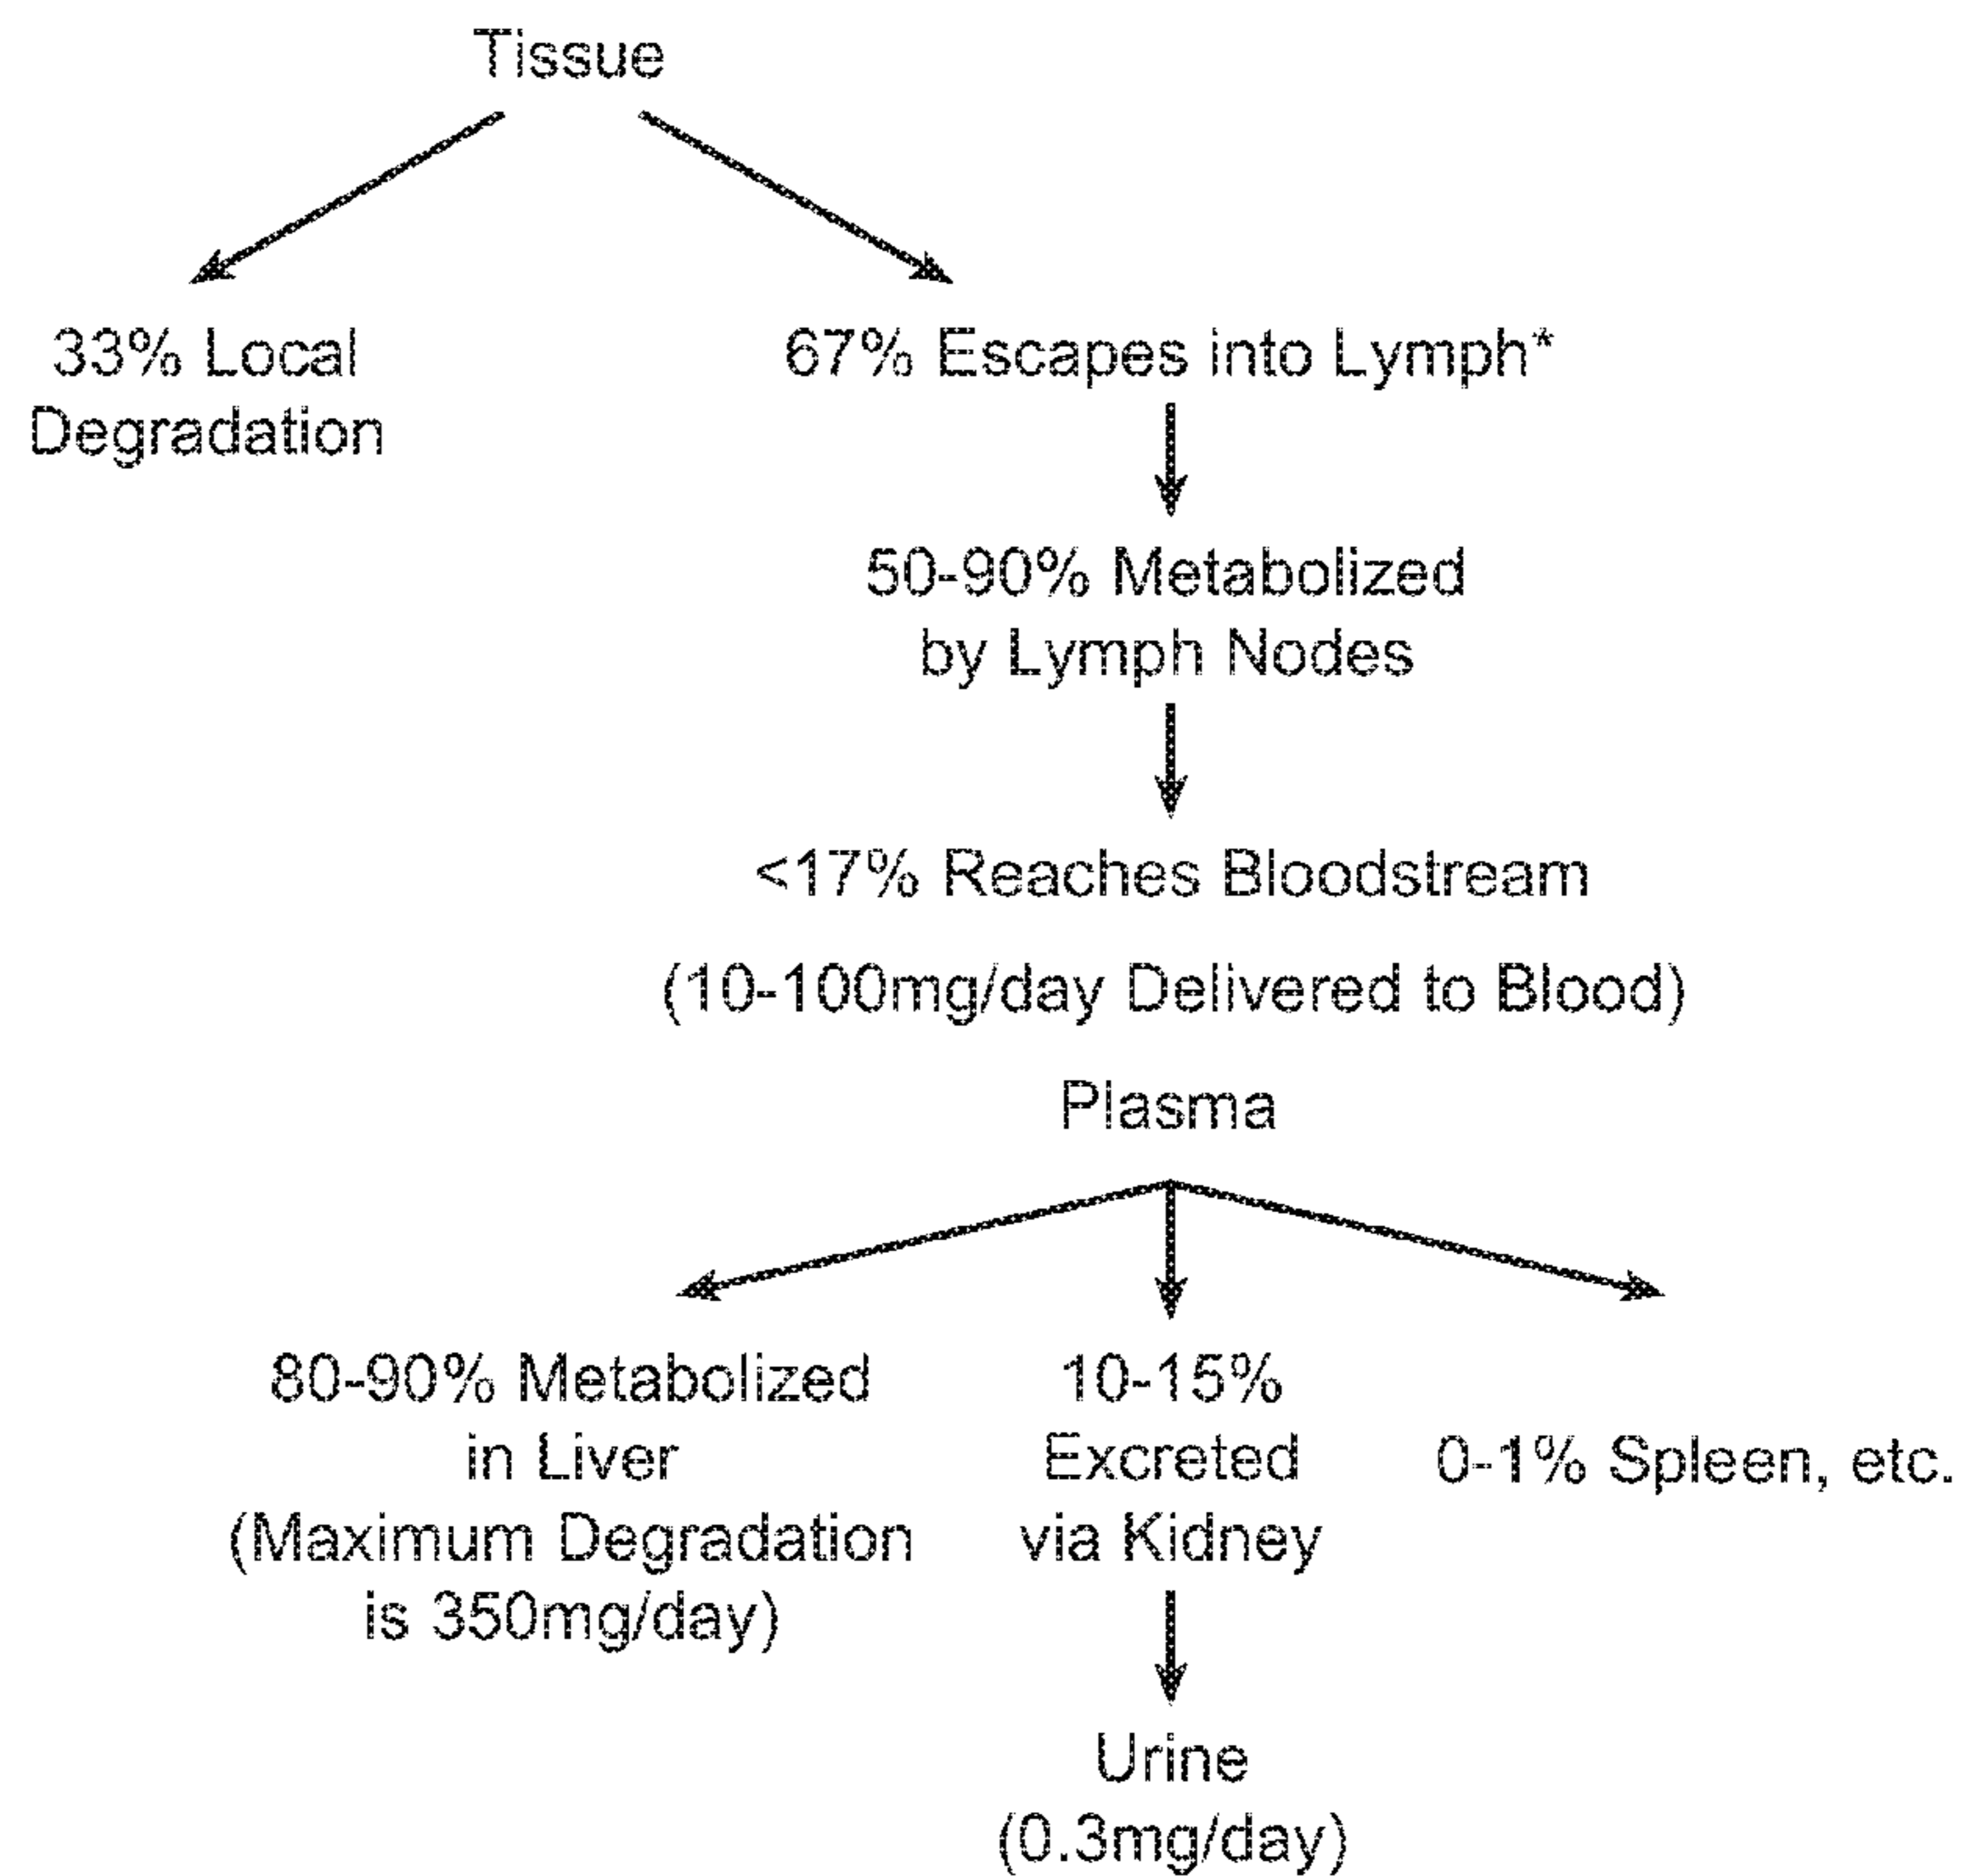 Tissue
33% Local
Degradation
67% Escapes into Lymph*
50-90% Metabolized
by Lymph Nodes
<17% Reaches Bloodstream
(10-100mg/day Delivered to Blood)
Plasma
80-90% Metabolized
in Liver
(Maximum Degradation
is 350mg/day)
10-15%
Excreted
via Kidney
0-1% Spleen, etc.
Urine
(0.3mg/day)